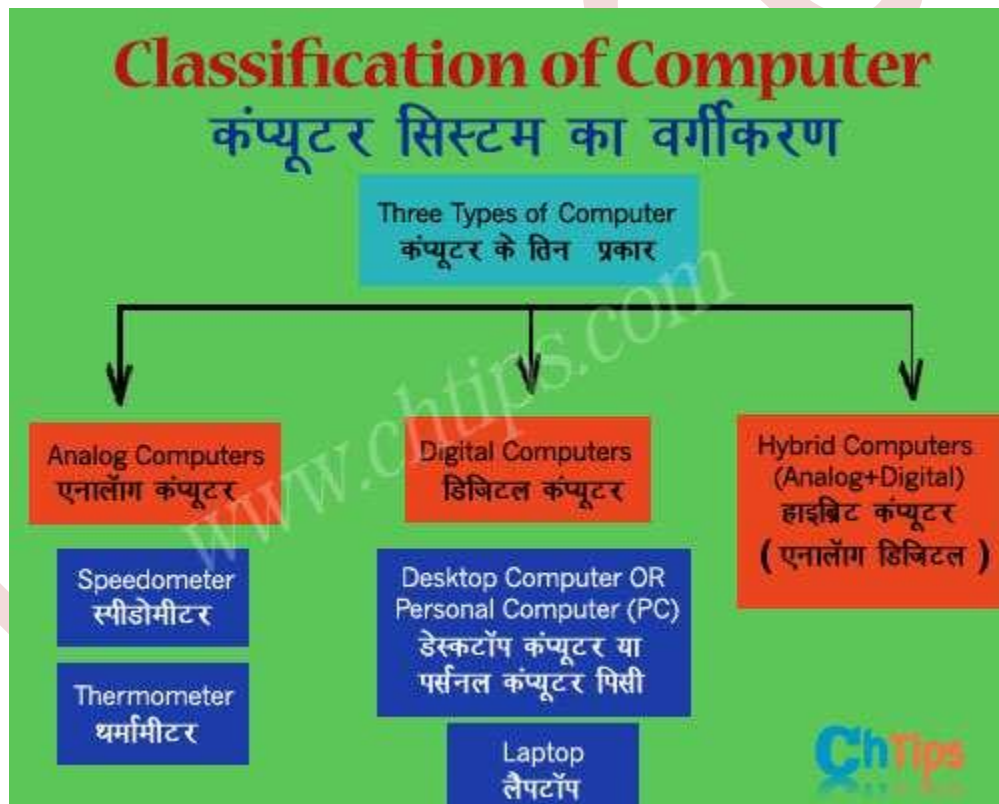 Classification of Computer
कंप्यूटर सिस्टम का वर्गीकरण
Three Types of Computer
कंप्यूटर के तिन प्रकार
Analog Computers
एनालॅाग कंप्यूटर
Digital Computers
डिजिटल कंप्यूटर
Hybrid Computers
(Analog+Digital)
हाइब्रिट कंप्यूटर
( एनालॅाग डिजिटल )
Speedometer
स्पीडोमीटर
Thermometer
थर्मामीटर
Desktop Computer OR
Personal Computer (PC)
डेस्कटॉप कंप्यूटर या
पर्सनल कंप्यूटर पिसी
Laptop
लैपटॉप
www.chtips.com
ChTips